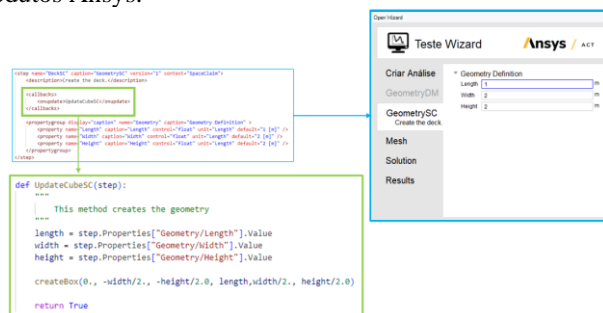 odutos Ansys.
<step name="DeckSC" caption="GeometrySC" version="1" context="SpaceClaim">
<description>Create the deck.</description>
<callbacks>
<onupdate>UpdateCubeSC</onupdate>
</callbacks>
<propertygroup display="caption" name="Geometry" caption="Geometry Definition" >
<property name="Length" caption="Length" control="float" unit="Length" default="1 [m]" />
<property name="Width" caption="Width" control="float" unit="Length" default="2 [m]" />
<property name="Height" caption="Height" control="float" unit="Length" default="2 [m]" />
</propertygroup>
</step>
def UpdateCubeSC(step):
"""
This method creates the geometry
"""
length = step.Properties["Geometry/Length"].Value
width = step.Properties["Geometry/Width"].Value
height = step.Properties["Geometry/Height"].Value
createBox(0., -width/2., -height/2.0, length,width/2., height/2.0)
return True
Open Wizard
Teste Wizard
Ansys / ACT
Criar Análise
GeometryDM
GeometrySC
Create the deck.
Mesh
Solution
Results
Geometry Definition
Length 1 m
Width 2 m
Height 2 m